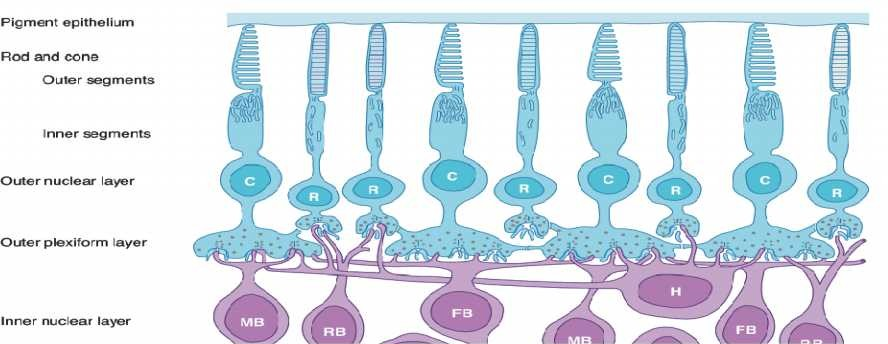 Pigment epithelium
Rod and cone
Outer segments
Inner segments
Outer nuclear layer
C R R C R C R C R
Outer plexiform layer
H
Inner nuclear layer
MB RB FB MB FB RB